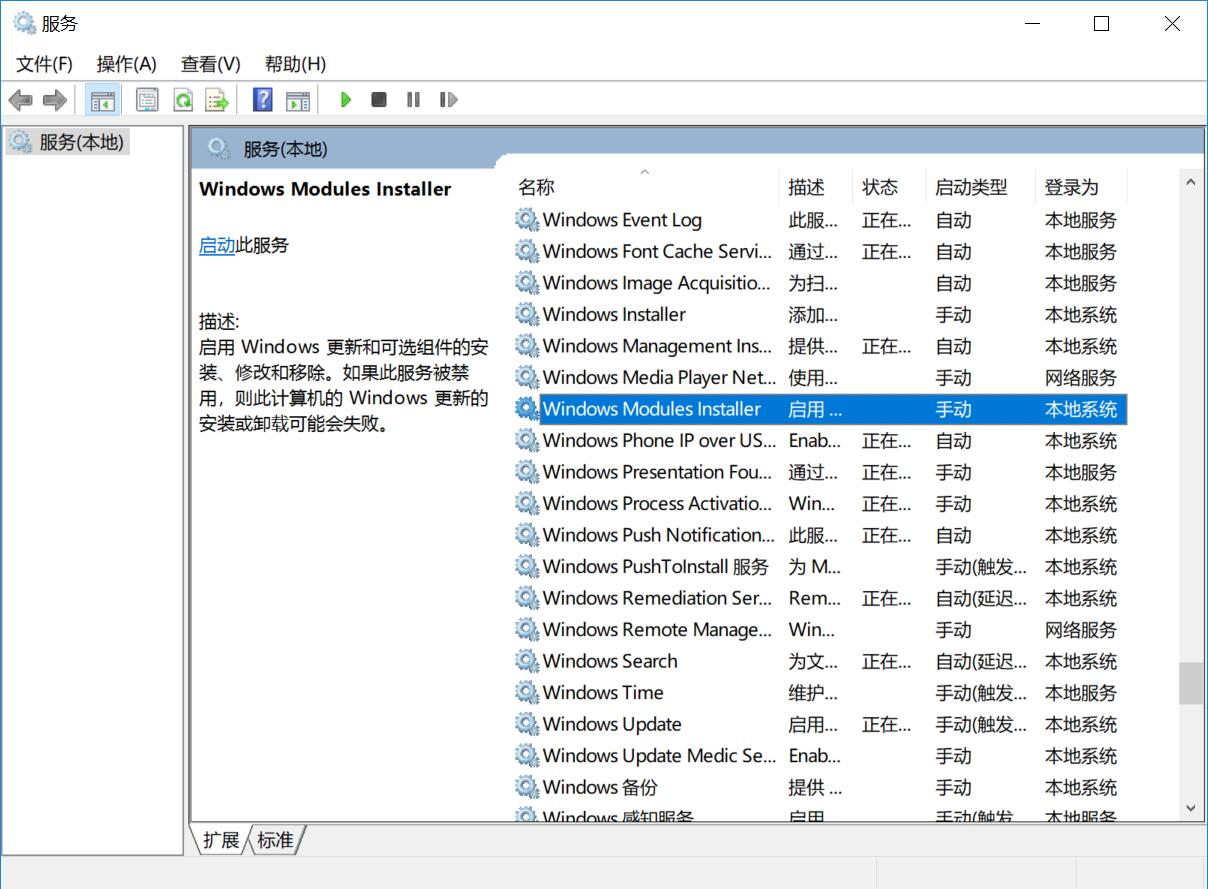 服务
文件(F) 操作(A) 查看(V) 帮助(H)
服务(本地)
服务(本地)
Windows Modules Installer
启动此服务
描述:
启用 Windows 更新和可选组件的安
装、修改和移除。如果此服务被禁
用，则此计算机的 Windows 更新的
安装或卸载可能会失败。
名称 描述 状态 启动类型 登录为
Windows Event Log 此服... 正在... 自动 本地服务
Windows Font Cache Servi... 通过... 正在... 自动 本地服务
Windows Image Acquisitio... 为扫... 自动 本地服务
Windows Installer 添加... 手动 本地系统
Windows Management Ins... 提供... 正在... 自动 本地系统
Windows Media Player Net... 使用... 手动 网络服务
Windows Modules Installer 启用 ... 手动 本地系统
Windows Phone IP over US... Enab... 正在... 自动 本地系统
Windows Presentation Fou... 通过... 正在... 手动 本地服务
Windows Process Activatio... Win... 正在... 手动 本地系统
Windows Push Notification... 此服... 正在... 自动 本地系统
Windows PushToInstall 服务 为 M... 手动(触发... 本地系统
Windows Remediation Ser... Rem... 正在... 自动(延迟... 本地系统
Windows Remote Manage... Win... 手动 网络服务
Windows Search 为文... 正在... 自动(延迟... 本地系统
Windows Time 维护... 手动(触发... 本地服务
Windows Update 启用... 正在... 手动(触发... 本地系统
Windows Update Medic Se... Enab... 手动 本地系统
Windows 备份 提供 ... 手动 本地系统
Windows 感知服务 启用 手动(触发 本地服务
扩展 标准